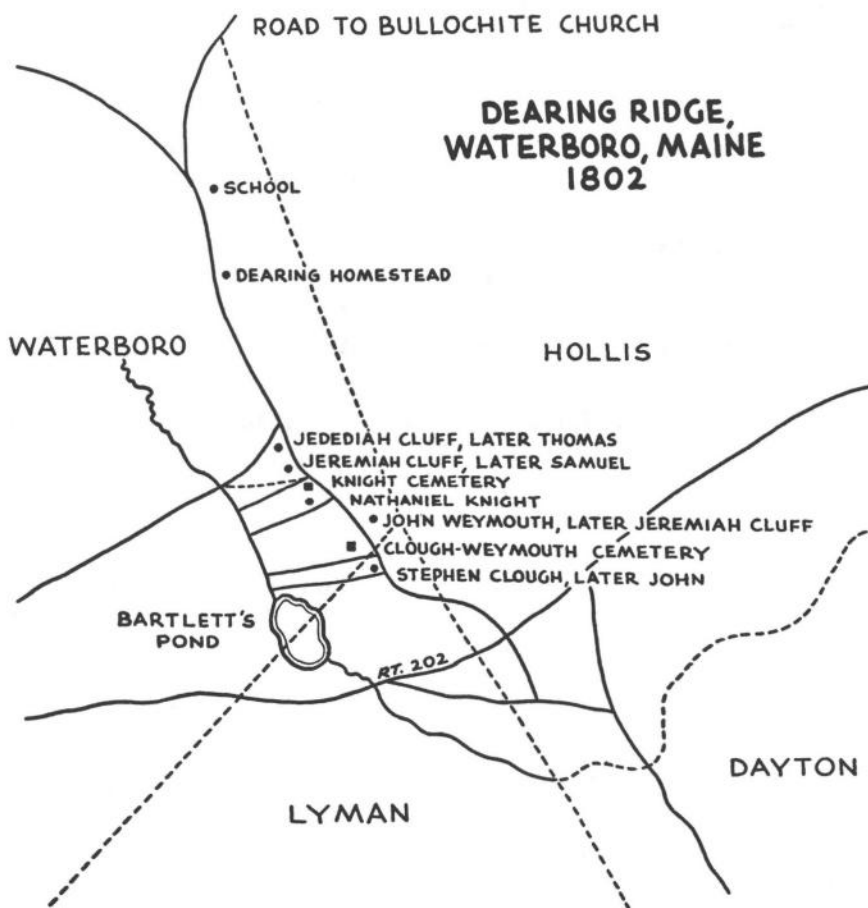 ROAD TO BULLOCHITE CHURCH
DEARING RIDGE,
WATERBORO, MAINE
1802
SCHOOL
DEARING HOMESTEAD
WATERBORO
HOLLIS
JEDEDIAH CLUFF, LATER THOMAS
JEREMIAH CLUFF, LATER SAMUEL
KNIGHT CEMETERY
NATHANIEL KNIGHT
JOHN WEYMOUTH, LATER JEREMIAH CLUFF
CLOUGH-WEYMOUTH CEMETERY
STEPHEN CLOUGH, LATER JOHN
BARTLETT'S
POND
RT. 202
DAYTON
LYMAN